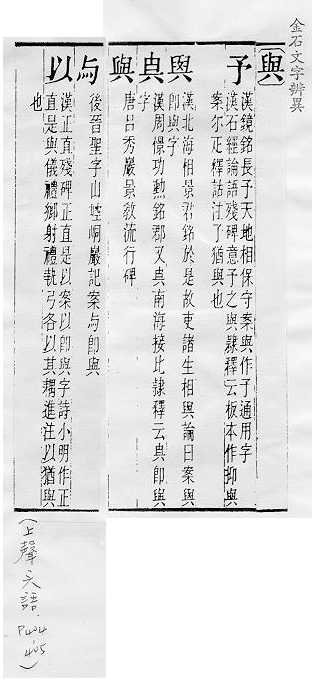 金石文字辨異
〔與〕
予
漢鏡銘長予天地相保守案與作予通用字
漢石經論語殘碑意予之與隸釋云板本作抑與
案尓疋釋詁注予猶與也
漢北海相景君銘於是故吏諸生相與論曰案與
即與字
漢周憬功勲銘郡又與南海接比隸釋云與即與
字
與
唐呂秀巖景教流行碑
与
後晉聖字山崆峒巖記案与即與
以
漢正直殘碑正直是以案以即與字詩小明作正
直是與儀禮鄉射禮執弓各以其耦進注以猶與
也
(上聲六語 P404 405)